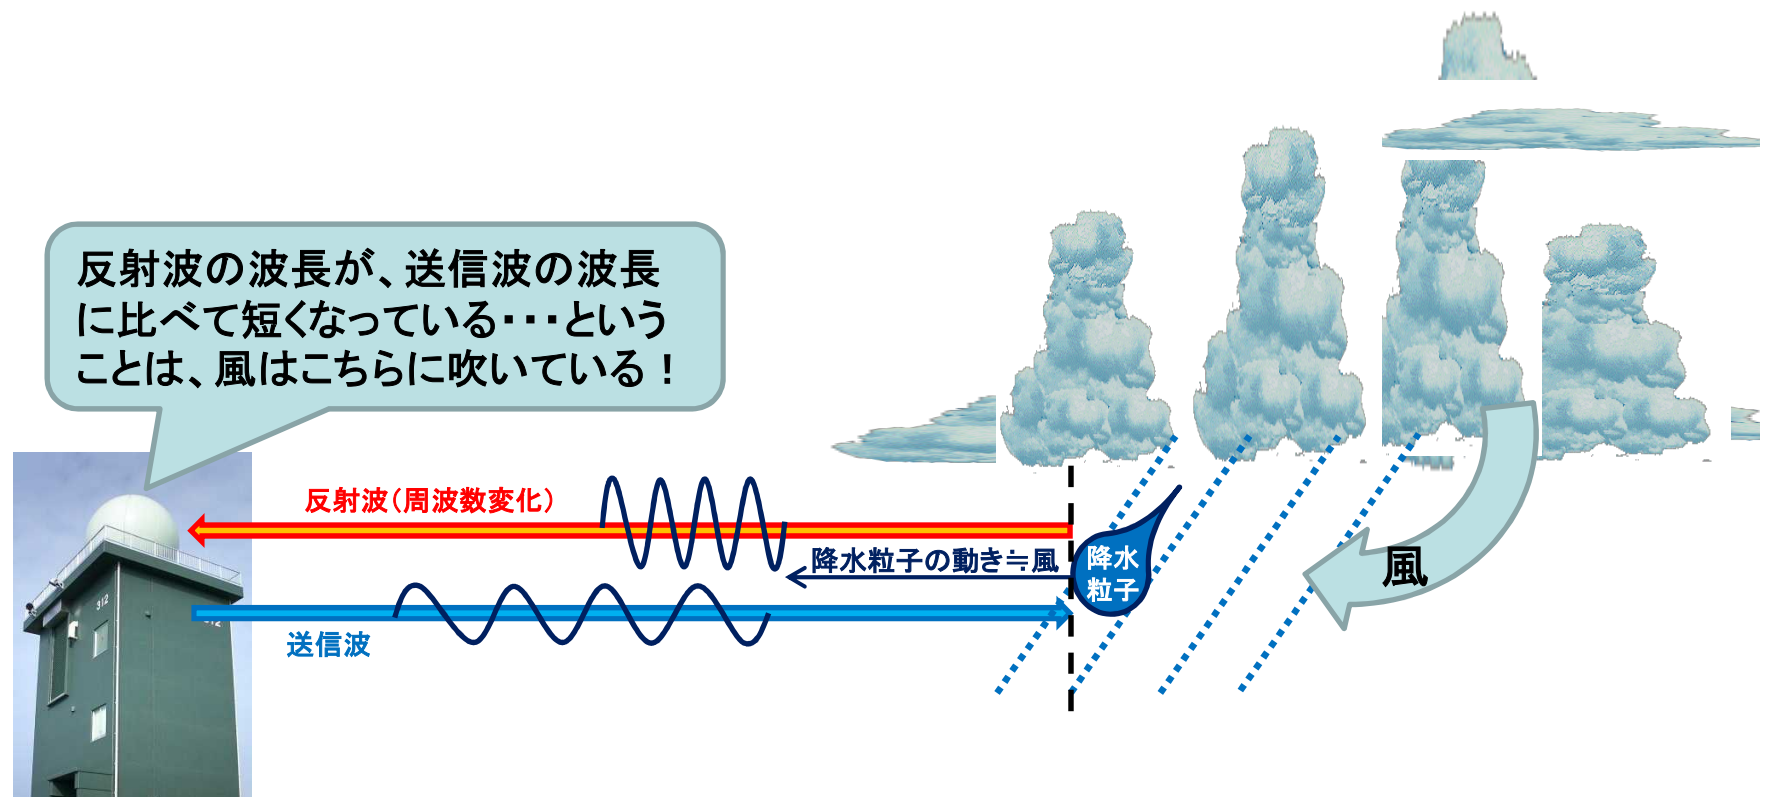 反射波の波長が、送信波の波長
に比べて短くなっている・・・という
ことは、風はこちらに吹いている！
反射波（周波数変化）
降水粒子の動き≒風
降水
粒子
風
送信波
312
312